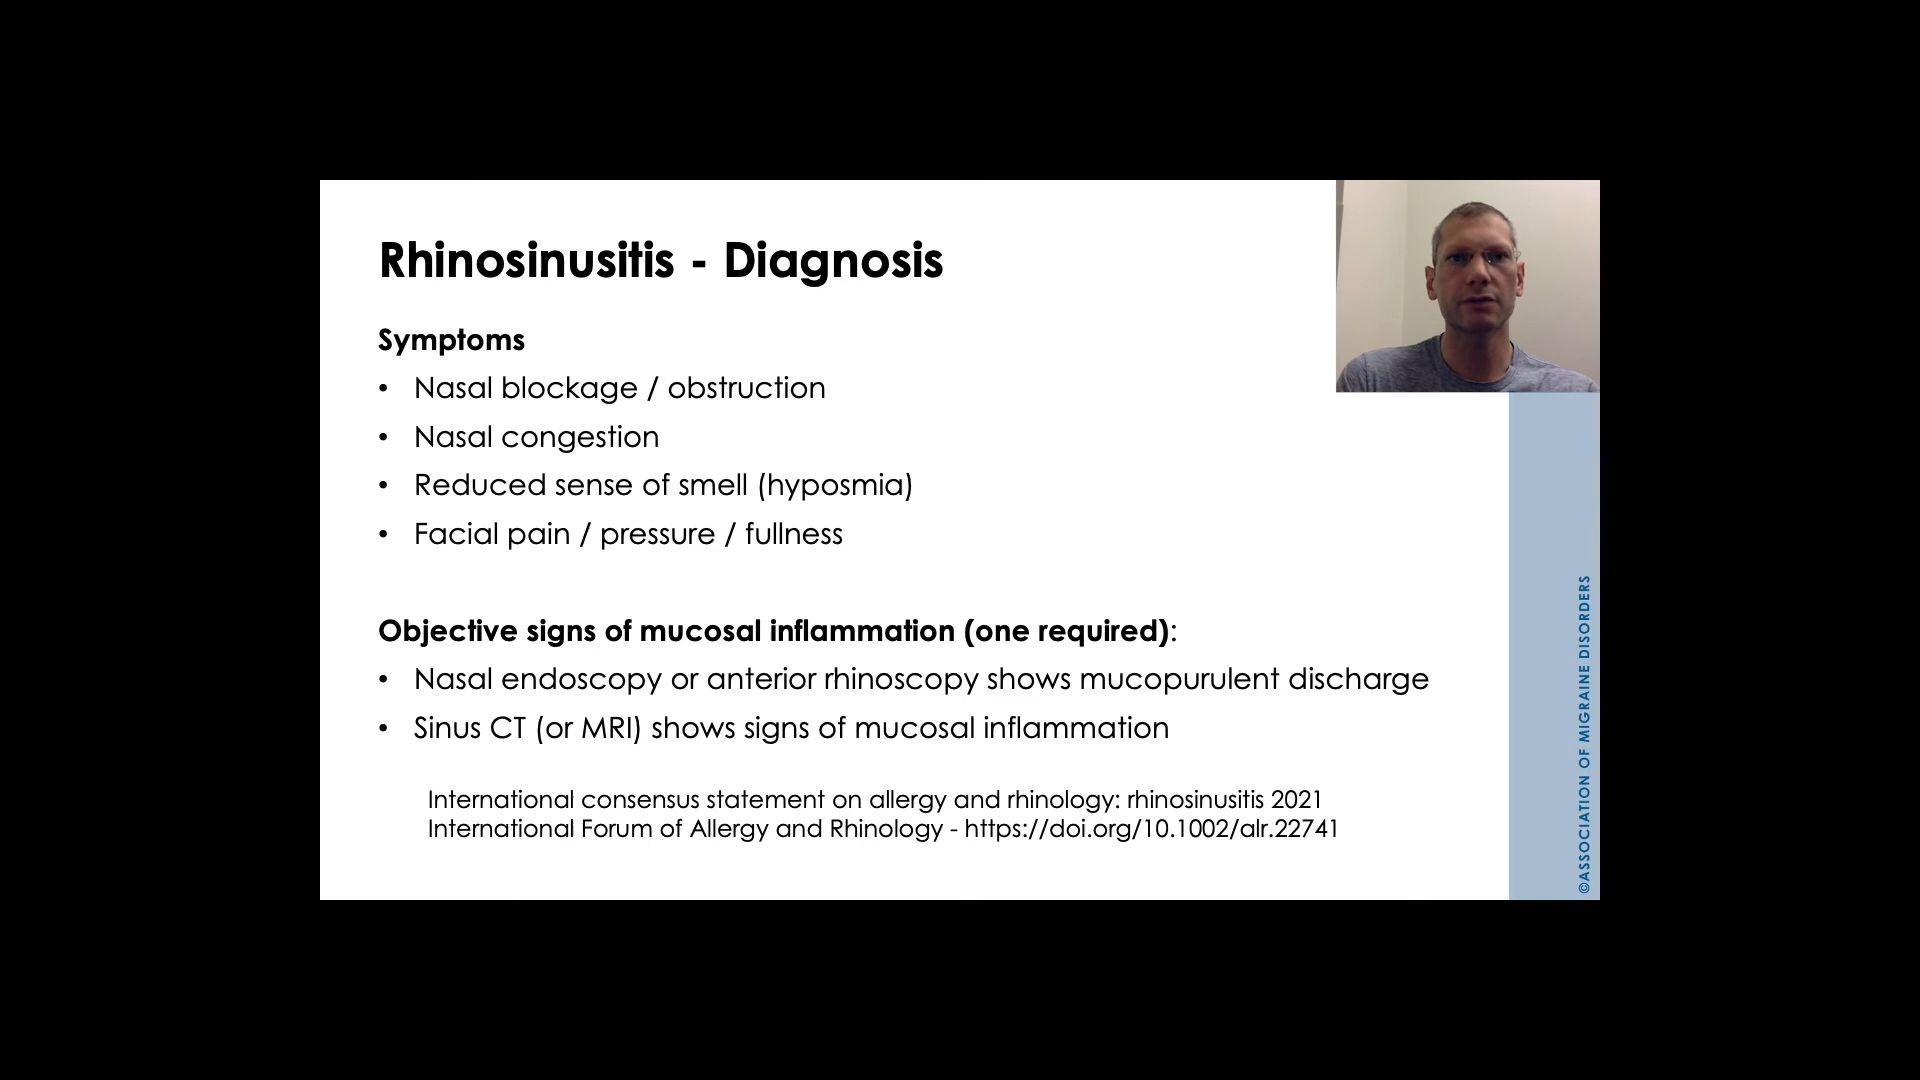 Rhinosinusitis - Diagnosis
Symptoms
• Nasal blockage / obstruction
• Nasal congestion
• Reduced sense of smell (hyposmia)
• Facial pain / pressure / fullness
Objective signs of mucosal inflammation (one required):
• Nasal endoscopy or anterior rhinoscopy shows mucopurulent discharge
• Sinus CT (or MRI) shows signs of mucosal inflammation
International consensus statement on allergy and rhinology: rhinosinusitis 2021
International Forum of Allergy and Rhinology - https://doi.org/10.1002/alr.22741
©ASSOCIATION OF MIGRAINE DISORDERS